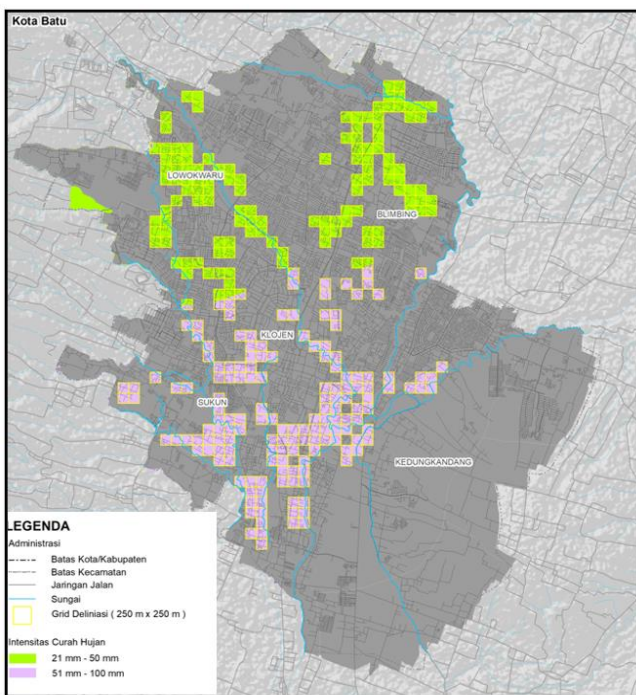 Kota Batu
LOWOKWARU
BLIMBING
KLOJEN
SUKUN
KEDUNGKANDANG
LEGENDA
Administrasi
Batas Kota/Kabupaten
Batas Kecamatan
Jaringan Jalan
Sungai
Grid Deliniasi ( 250 m x 250 m )
Intensitas Curah Hujan
21 mm - 50 mm
51 mm - 100 mm